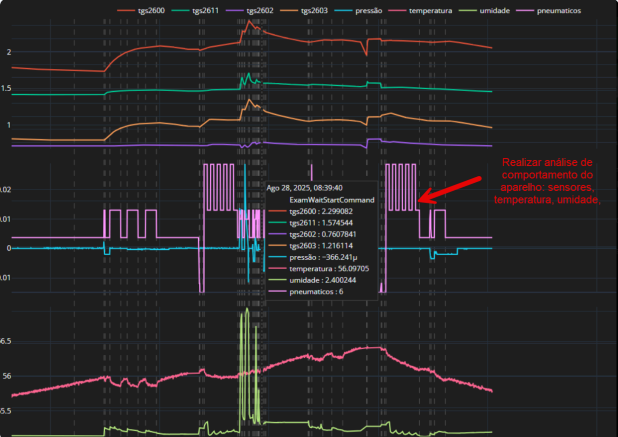 tgs2600 tgs2611 tgs2602 tgs2603 pressão temperatura umidade pneumaticos
2
1.5
1
Realizar análise de
comportamento do
aparelho: sensores,
temperatura, umidade,
0.02
0.01
0
0.01
Ago 28, 2025, 08:39:40
ExamWaitStartCommand
tgs2600 : 2.299082
tgs2611 : 1.574544
tgs2602 : 0.7607841
tgs2603 : 1.216114
pressão : −366.241µ
temperatura : 56.09705
umidade : 2.400244
pneumaticos : 6
56.5
56
55.5